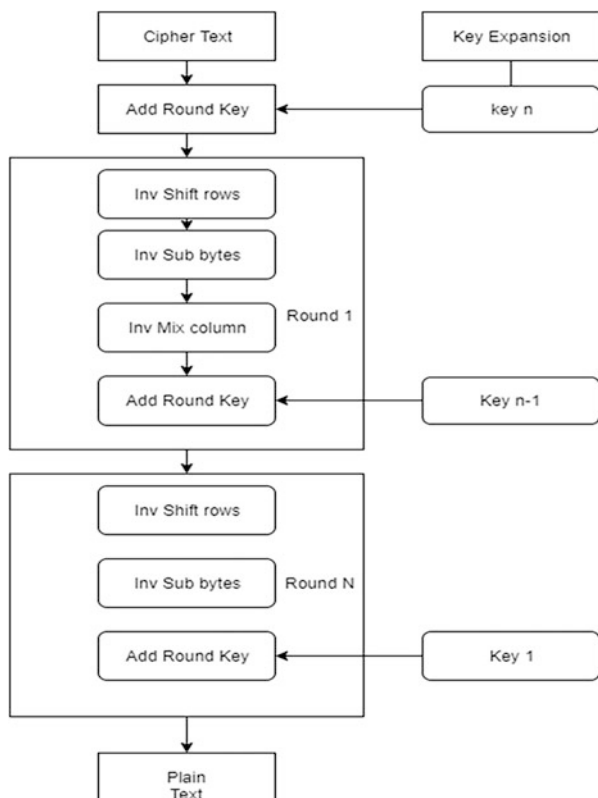 Cipher Text
Key Expansion
Add Round Key
key n
Inv Shift rows
Inv Sub bytes
Inv Mix column
Round 1
Add Round Key
Key n-1
Inv Shift rows
Inv Sub bytes
Round N
Add Round Key
Key 1
Plain
Text